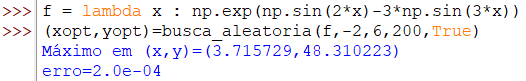 >>> f = lambda x : np.exp(np.sin(2*x)-3*np.sin(3*x))
>>> (xopt,yopt)=busca_aleatoria(f,-2,6,200,True)
Máximo em (x,y)=(3.715729,48.310223)
erro=2.0e-04